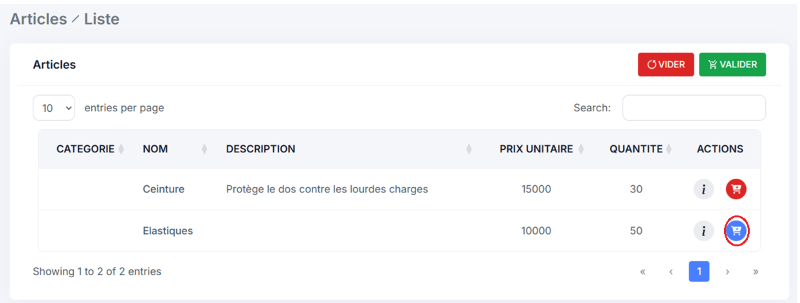 Articles / Liste
Articles
VIDER VALIDER
10 entries per page Search:
CATEGORIE NOM DESCRIPTION PRIX UNITAIRE QUANTITE ACTIONS
Ceinture Protège le dos contre les lourdes charges 15000 30 i
Elastiques 10000 50 i
Showing 1 to 2 of 2 entries « ‹ 1 › »